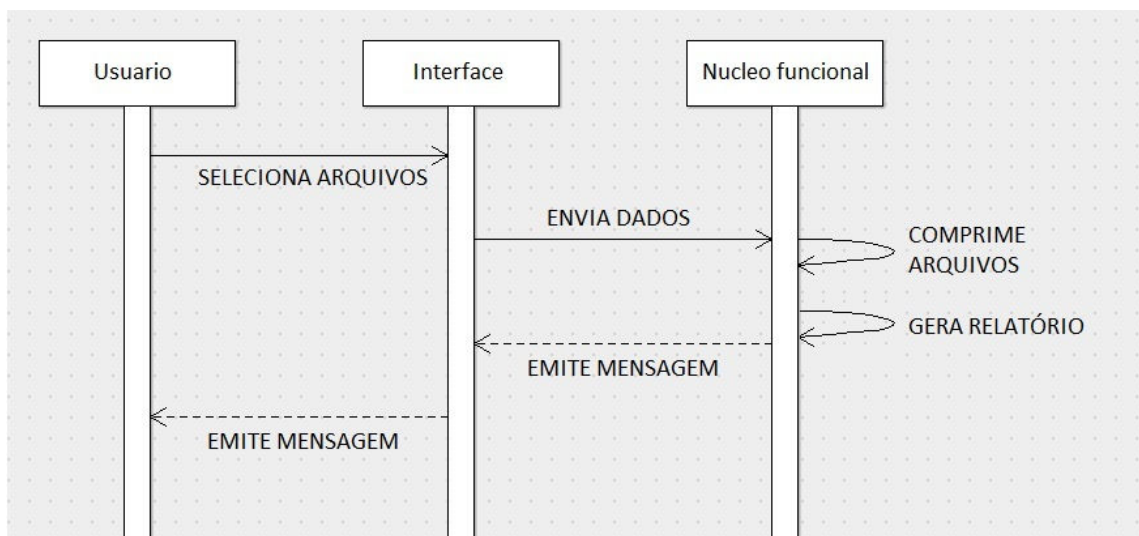 Usuario
Interface
Nucleo funcional
SELECIONA ARQUIVOS
ENVIA DADOS
COMPRIME
ARQUIVOS
GERA RELATÓRIO
EMITE MENSAGEM
EMITE MENSAGEM